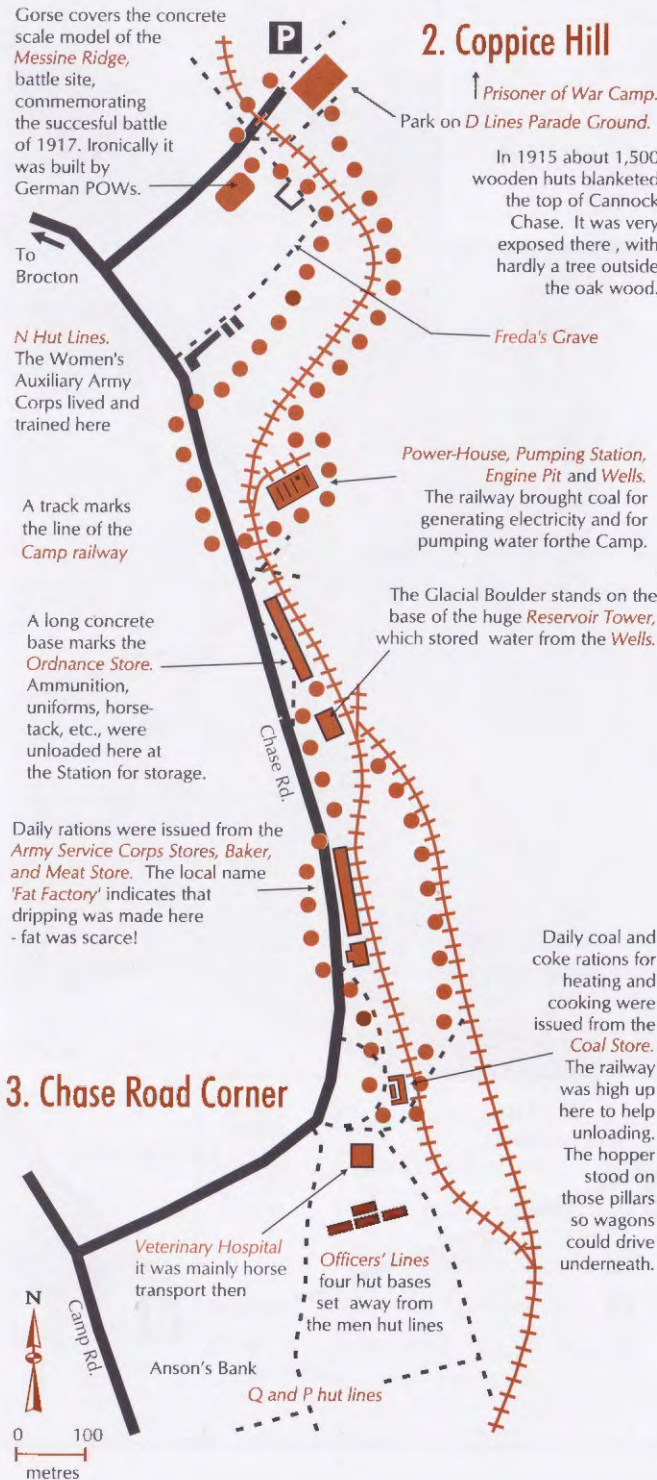 Gorse covers the concrete
scale model of the
Messine Ridge,
battle site,
commemorating
the succesful battle
of 1917. Ironically it
was built by
German POWs.
P
2. Coppice Hill
Prisoner of War Camp.
Park on D Lines Parade Ground.
In 1915 about 1,500
wooden huts blanketed
the top of Cannock
Chase. It was very
exposed there , with
hardly a tree outside
the oak wood.
To
Brocton
Freda's Grave
N Hut Lines.
The Women's
Auxiliary Army
Corps lived and
trained here
Power-House, Pumping Station,
Engine Pit and Wells.
The railway brought coal for
generating electricity and for
pumping water forthe Camp.
A track marks
the line of the
Camp railway
The Glacial Boulder stands on the
base of the huge Reservoir Tower,
which stored water from the Wells.
A long concrete
base marks the
Ordnance Store.
Ammunition,
uniforms, horse-
tack, etc., were
unloaded here at
the Station for storage.
Chase Rd.
Daily rations were issued from the
Army Service Corps Stores, Baker,
and Meat Store. The local name
'Fat Factory' indicates that
dripping was made here
- fat was scarce!
Daily coal and
coke rations for
heating and
cooking were
issued from the
Coal Store.
The railway
was high up
here to help
unloading.
The hopper
stood on
those pillars
so wagons
could drive
underneath.
3. Chase Road Corner
Veterinary Hospital
it was mainly horse
transport then
Officers' Lines
four hut bases
set away from
the men hut lines
Camp Rd.
Anson's Bank
Q and P hut lines
N
0 100
metres